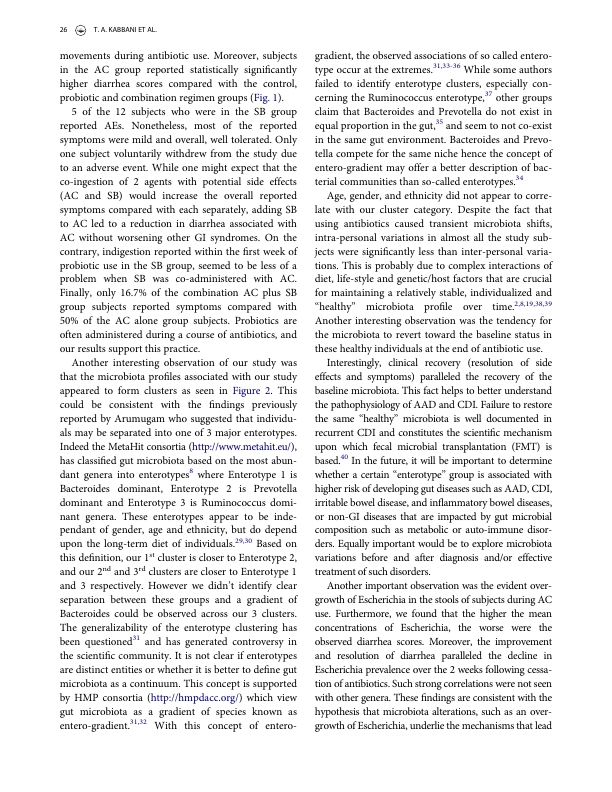 26 T. A. KABBANI ET AL.
movements during antibiotic use. Moreover, subjects
in the AC group reported statistically significantly
higher diarrhea scores compared with the control,
probiotic and combination regimen groups (Fig. 1).
5 of the 12 subjects who were in the SB group
reported AEs. Nonetheless, most of the reported
symptoms were mild and overall, well tolerated. Only
one subject voluntarily withdrew from the study due
to an adverse event. While one might expect that the
co-ingestion of 2 agents with potential side effects
(AC and SB) would increase the overall reported
symptoms compared with each separately, adding SB
to AC led to a reduction in diarrhea associated with
AC without worsening other GI syndromes. On the
contrary, indigestion reported within the first week of
probiotic use in the SB group, seemed to be less of a
problem when SB was co-administered with AC.
Finally, only 16.7% of the combination AC plus SB
group subjects reported symptoms compared with
50% of the AC alone group subjects. Probiotics are
often administered during a course of antibiotics, and
our results support this practice.
Another interesting observation of our study was
that the microbiota profiles associated with our study
appeared to form clusters as seen in Figure 2. This
could be consistent with the findings previously
reported by Arumugam who suggested that individu-
als may be separated into one of 3 major enterotypes.
Indeed the MetaHit consortia (http://www.metahit.eu/),
has classified gut microbiota based on the most abun-
dant genera into enterotypes8 where Enterotype 1 is
Bacteroides dominant, Enterotype 2 is Prevotella
dominant and Enterotype 3 is Ruminococcus domi-
nant genera. These enterotypes appear to be inde-
pendant of gender, age and ethnicity, but do depend
upon the long-term diet of individuals.29,30 Based on
this definition, our 1st cluster is closer to Enterotype 2,
and our 2nd and 3rd clusters are closer to Enterotype 1
and 3 respectively. However we didn't identify clear
separation between these groups and a gradient of
Bacteroides could be observed across our 3 clusters.
The generalizability of the enterotype clustering has
been questioned31 and has generated controversy in
the scientific community. It is not clear if enterotypes
are distinct entities or whether it is better to define gut
microbiota as a continuum. This concept is supported
by HMP consortia (http://hmpdacc.org/) which view
gut microbiota as a gradient of species known as
entero-gradient.31,32 With this concept of entero-
gradient, the observed associations of so called entero-
type occur at the extremes.31,33-36 While some authors
failed to identify enterotype clusters, especially con-
cerning the Ruminococcus enterotype,37 other groups
claim that Bacteroides and Prevotella do not exist in
equal proportion in the gut,35 and seem to not co-exist
in the same gut environment. Bacteroides and Prevo-
tella compete for the same niche hence the concept of
entero-gradient may offer a better description of bac-
terial communities than so-called enterotypes.34
Age, gender, and ethnicity did not appear to corre-
late with our cluster category. Despite the fact that
using antibiotics caused transient microbiota shifts,
intra-personal variations in almost all the study sub-
jects were significantly less than inter-personal varia-
tions. This is probably due to complex interactions of
diet, life-style and genetic/host factors that are crucial
for maintaining a relatively stable, individualized and
“healthy” microbiota profile over time.2,8,19,38,39
Another interesting observation was the tendency for
the microbiota to revert toward the baseline status in
these healthy individuals at the end of antibiotic use.
Interestingly, clinical recovery (resolution of side
effects and symptoms) paralleled the recovery of the
baseline microbiota. This fact helps to better understand
the pathophysiology of AAD and CDI. Failure to restore
the same “healthy” microbiota is well documented in
recurrent CDI and constitutes the scientific mechanism
upon which fecal microbial transplantation (FMT) is
based.40 In the future, it will be important to determine
whether a certain “enterotype” group is associated with
higher risk of developing gut diseases such as AAD, CDI,
irritable bowel disease, and inflammatory bowel diseases,
or non-GI diseases that are impacted by gut microbial
composition such as metabolic or auto-immune disor-
ders. Equally important would be to explore microbiota
variations before and after diagnosis and/or effective
treatment of such disorders.
Another important observation was the evident over-
growth of Escherichia in the stools of subjects during AC
use. Furthermore, we found that the higher the mean
concentrations of Escherichia, the worse were the
observed diarrhea scores. Moreover, the improvement
and resolution of diarrhea paralleled the decline in
Escherichia prevalence over the 2 weeks following cessa-
tion of antibiotics. Such strong correlations were not seen
with other genera. These findings are consistent with the
hypothesis that microbiota alterations, such as an over-
growth of Escherichia, underlie the mechanisms that lead